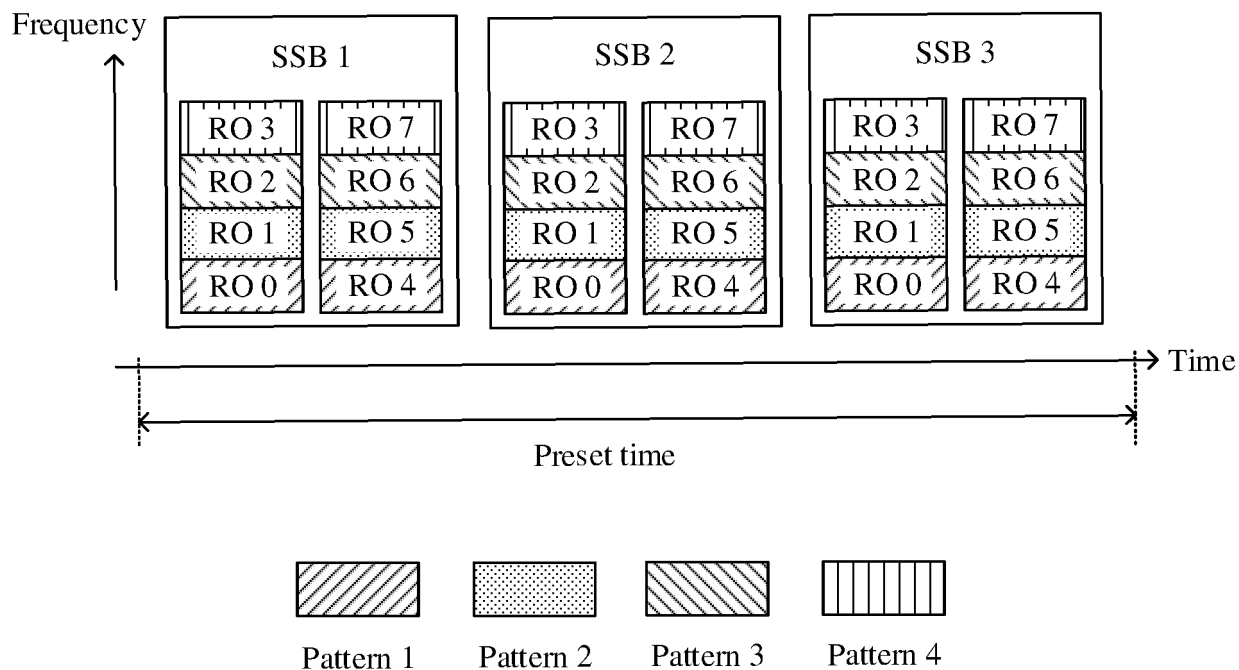 Frequency
SSB 1
SSB 2
SSB 3
RO 3
RO 7
RO 3
RO 7
RO 3
RO 7
RO 2
RO 6
RO 2
RO 6
RO 2
RO 6
RO 1
RO 5
RO 1
RO 5
RO 1
RO 5
RO 0
RO 4
RO 0
RO 4
RO 0
RO 4
Time
Preset time
Pattern 1
Pattern 2
Pattern 3
Pattern 4